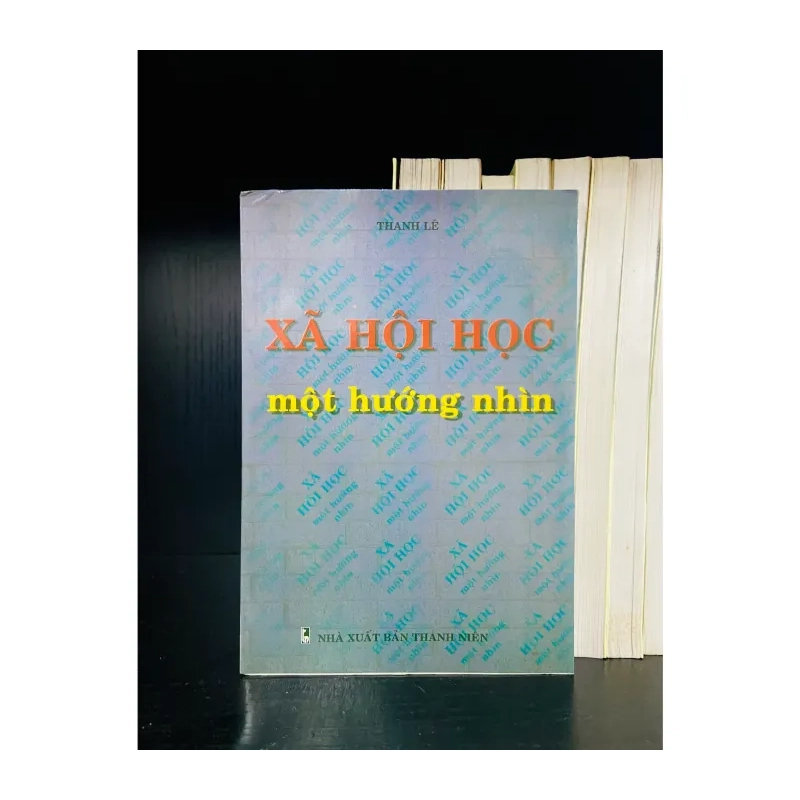 THANH LÊ
XÃ HỘI HỌC
một hướng nhìn
NHÀ XUẤT BẢN THANH NIÊN